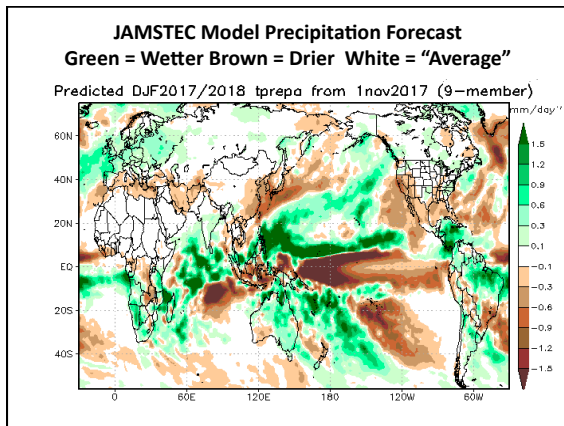 JAMSTEC Model Precipitation Forecast
Green = Wetter Brown = Drier White = “Average”
Predicted DJF2017/2018 tprepa from 1nov2017 (9-member)
mm/day
60N
40N
20N
EQ
20S
40S
0
60E
120E
180
120W
60W
1.5
1.2
0.9
0.6
0.3
0.1
−0.1
−0.3
−0.6
−0.9
−1.2
−1.5